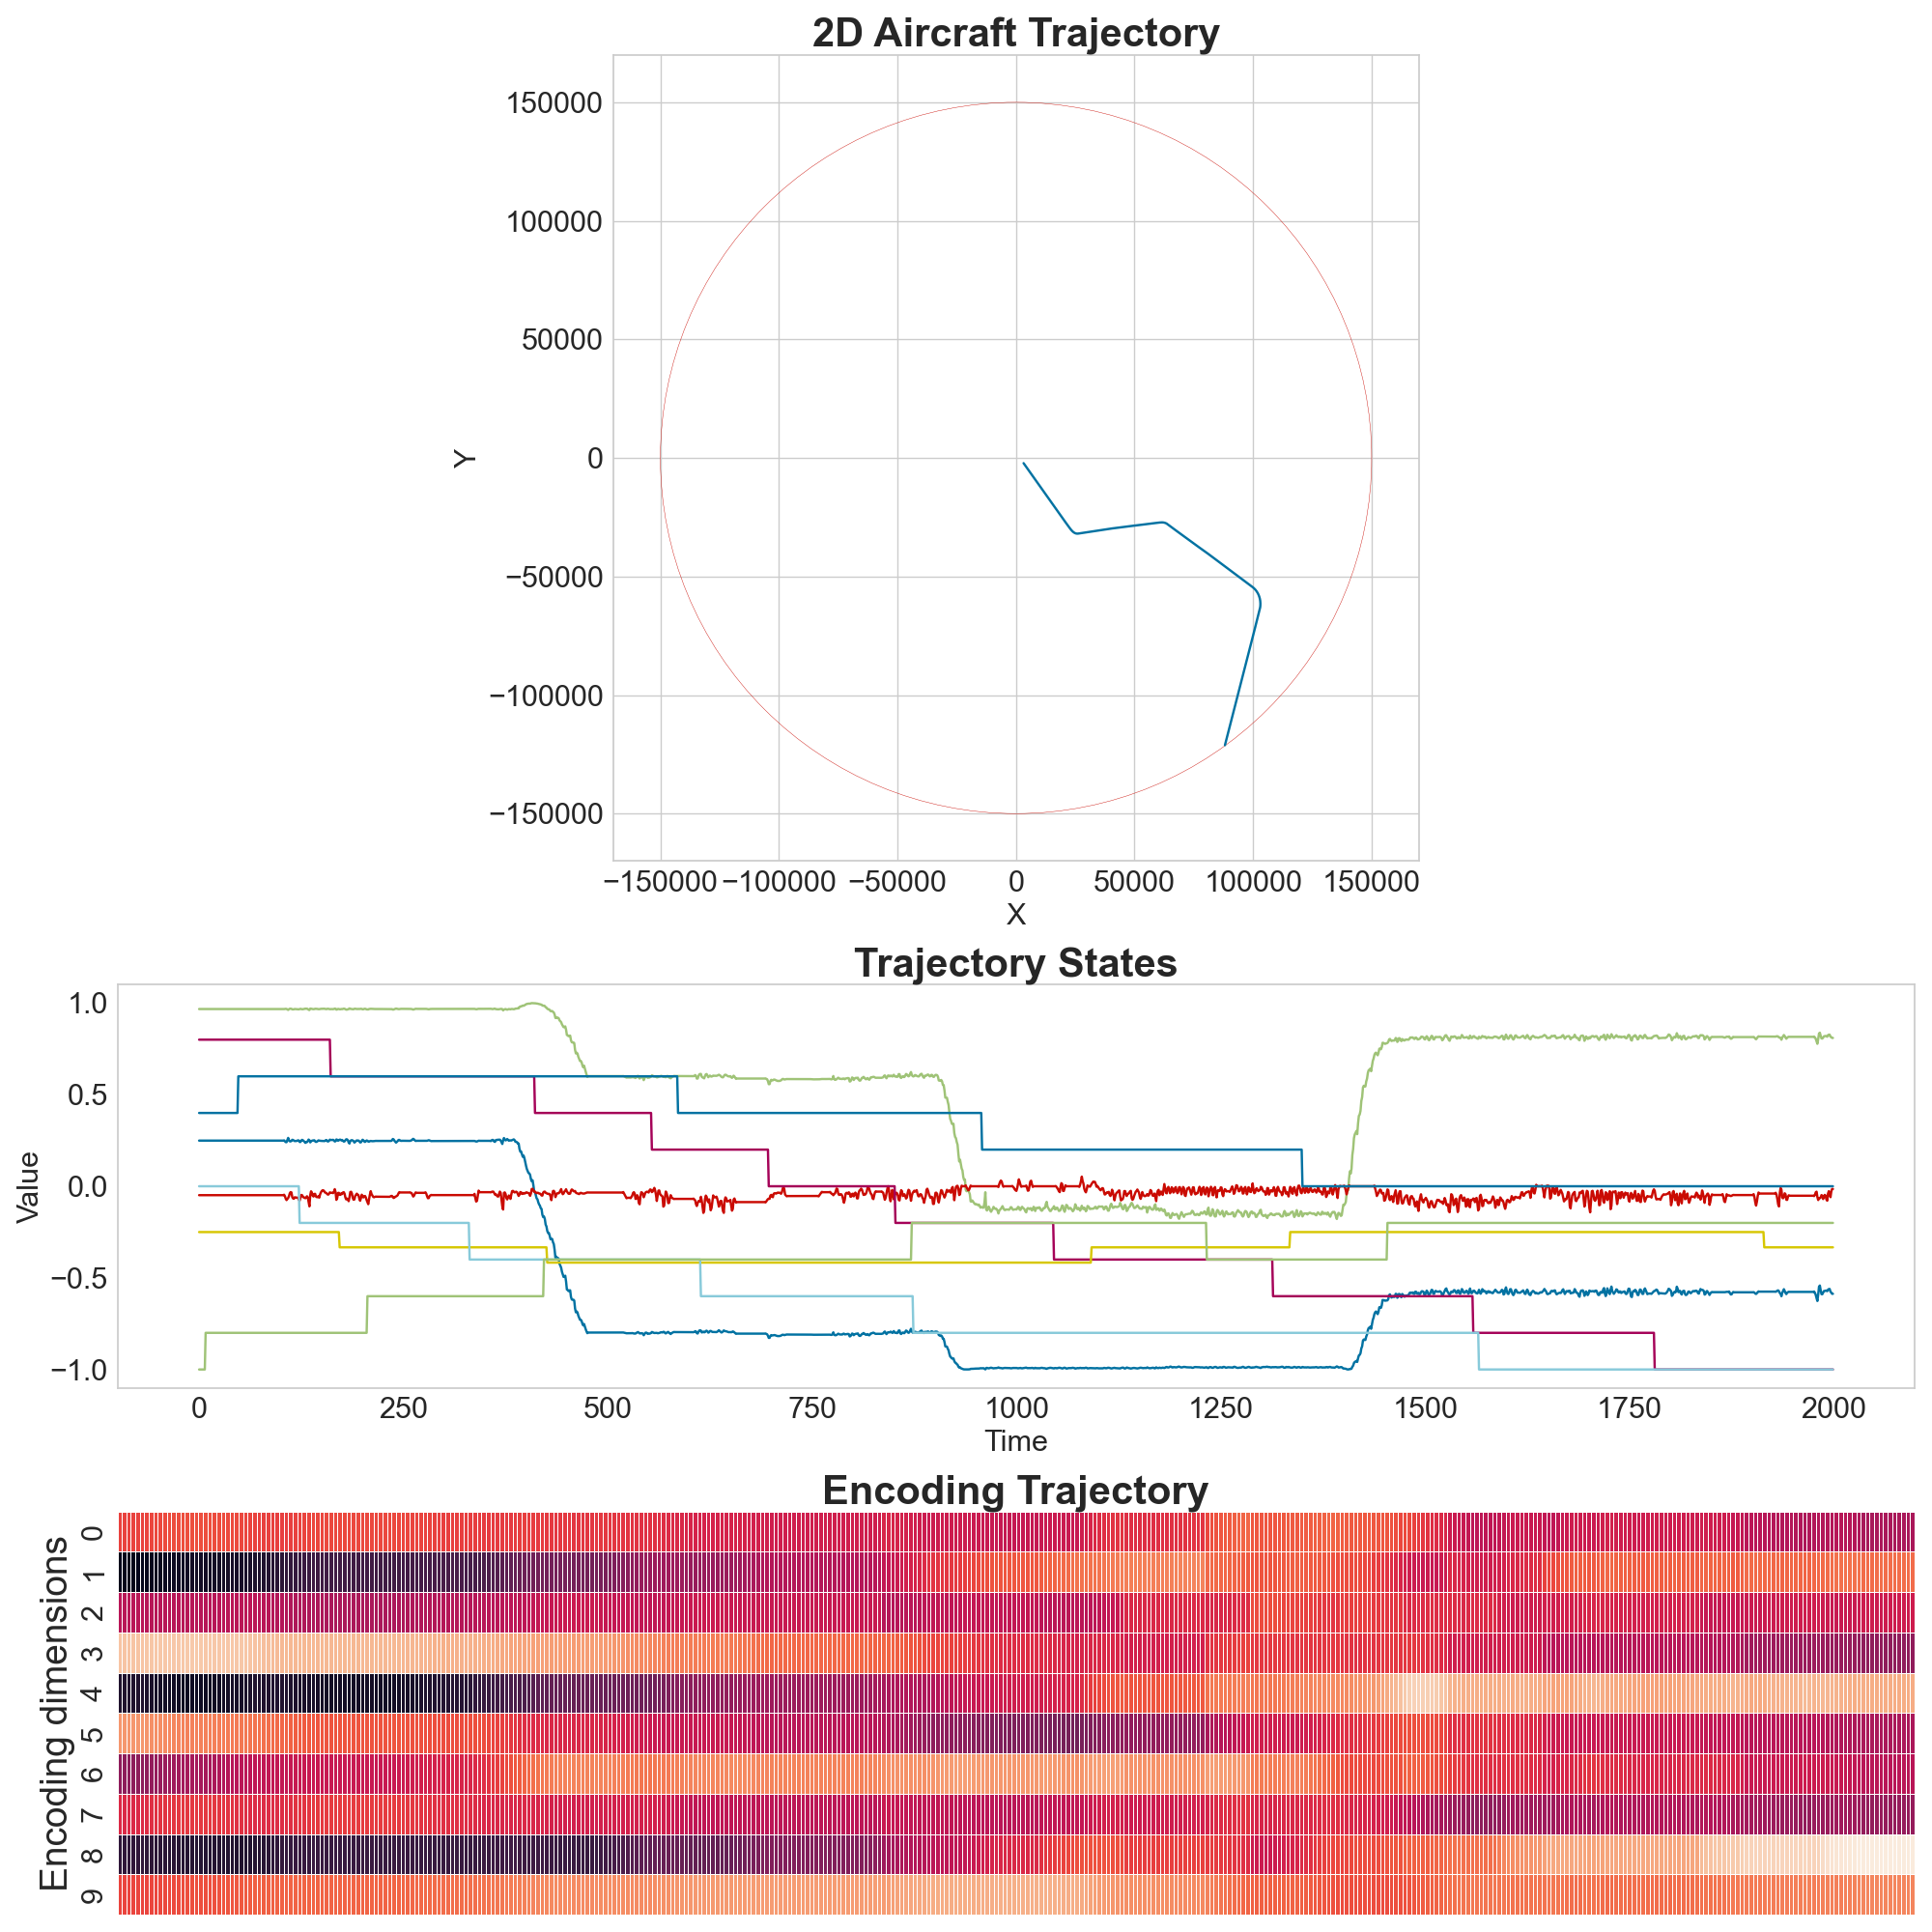 2D Aircraft Trajectory
150000
100000
50000
0
−50000
−100000
−150000
Y
−150000 −100000 −50000 0 50000 100000 150000
X
Trajectory States
1.0
0.5
0.0
−0.5
−1.0
Value
0 250 500 750 1000 1250 1500 1750 2000
Time
Encoding Trajectory
Encoding dimensions
0
1
2
3
4
5
6
7
8
9